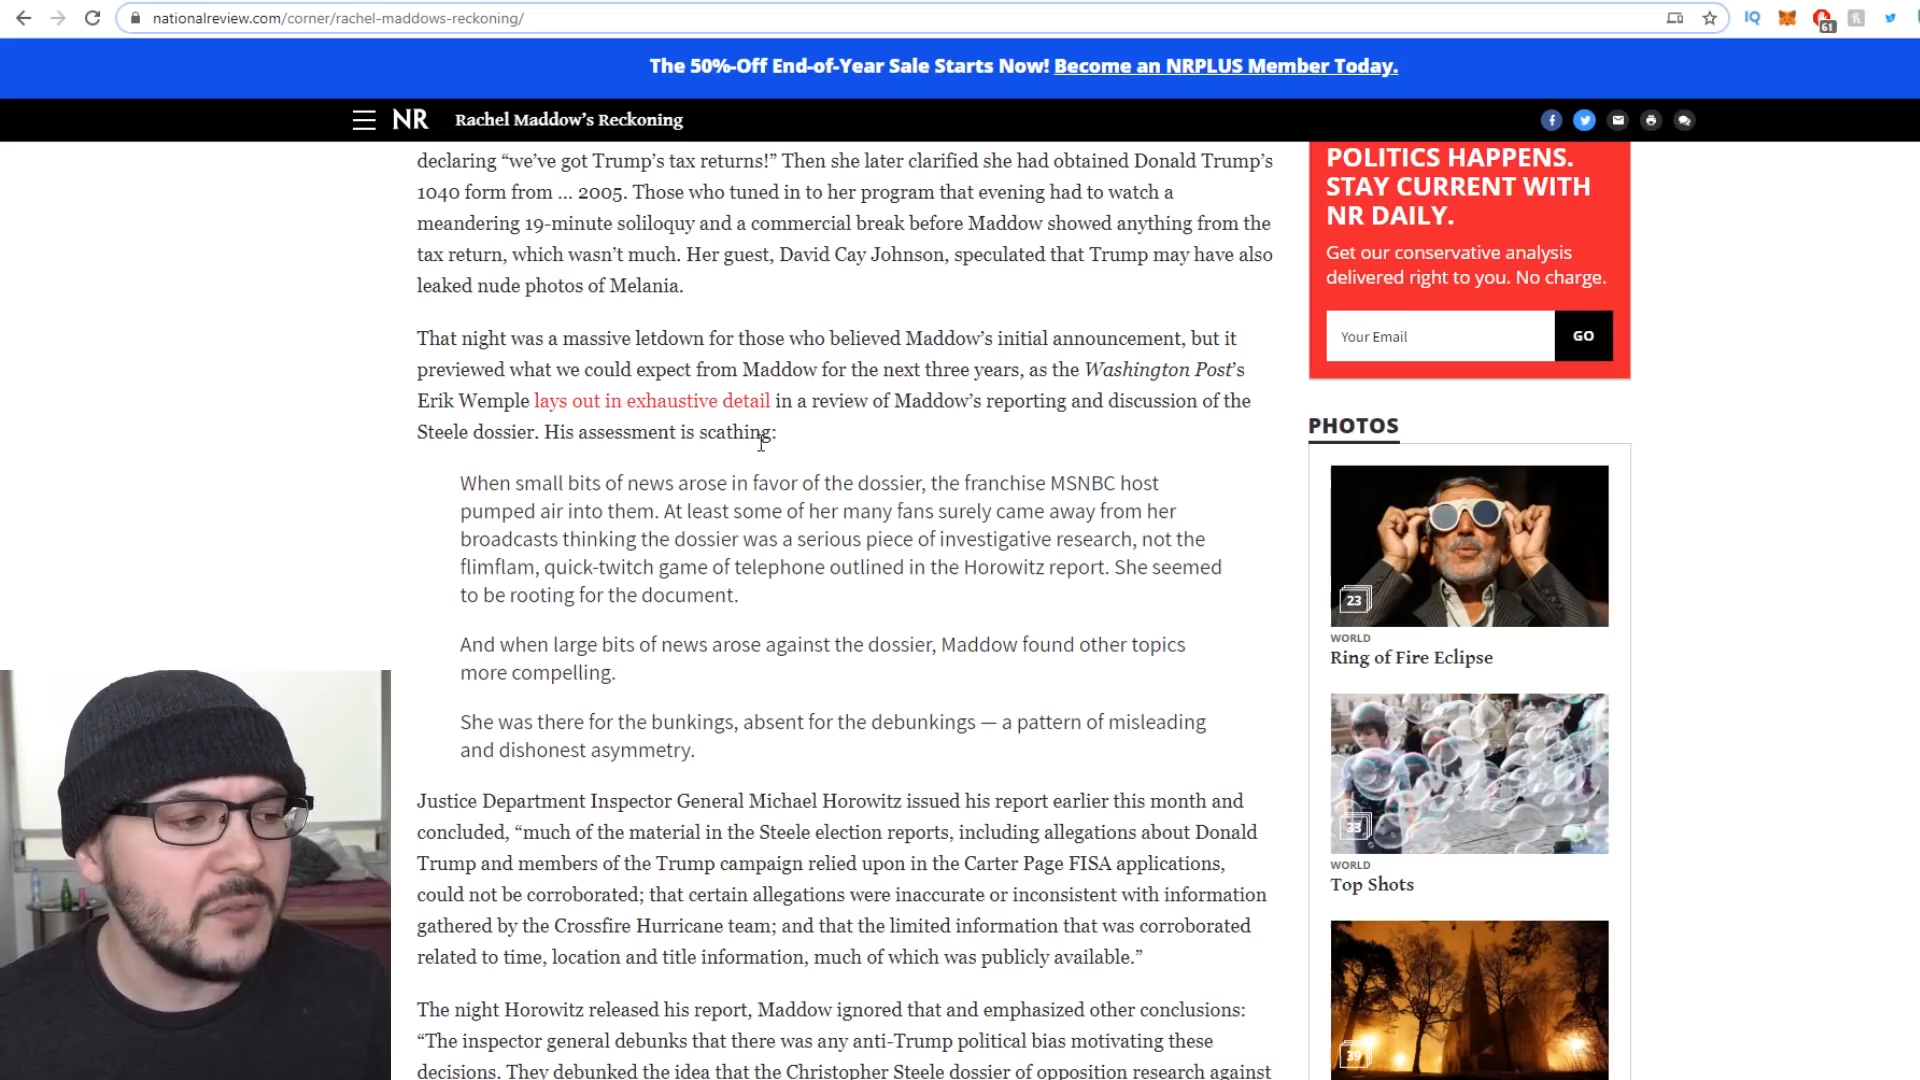 nationalreview.com/corner/rachel-maddows-reckoning/
IQ
61
The 50%-Off End-of-Year Sale Starts Now! Become an NRPLUS Member Today.
NR
Rachel Maddow’s Reckoning
declaring “we’ve got Trump’s tax returns!” Then she later clarified she had obtained Donald Trump’s
1040 form from … 2005. Those who tuned in to her program that evening had to watch a
meandering 19-minute soliloquy and a commercial break before Maddow showed anything from the
tax return, which wasn’t much. Her guest, David Cay Johnson, speculated that Trump may have also
leaked nude photos of Melania.
That night was a massive letdown for those who believed Maddow’s initial announcement, but it
previewed what we could expect from Maddow for the next three years, as the Washington Post’s
Erik Wemple lays out in exhaustive detail in a review of Maddow’s reporting and discussion of the
Steele dossier. His assessment is scathing:
When small bits of news arose in favor of the dossier, the franchise MSNBC host
pumped air into them. At least some of her many fans surely came away from her
broadcasts thinking the dossier was a serious piece of investigative research, not the
flimflam, quick-twitch game of telephone outlined in the Horowitz report. She seemed
to be rooting for the document.
And when large bits of news arose against the dossier, Maddow found other topics
more compelling.
She was there for the bunkings, absent for the debunkings — a pattern of misleading
and dishonest asymmetry.
Justice Department Inspector General Michael Horowitz issued his report earlier this month and
concluded, “much of the material in the Steele election reports, including allegations about Donald
Trump and members of the Trump campaign relied upon in the Carter Page FISA applications,
could not be corroborated; that certain allegations were inaccurate or inconsistent with information
gathered by the Crossfire Hurricane team; and that the limited information that was corroborated
related to time, location and title information, much of which was publicly available.”
The night Horowitz released his report, Maddow ignored that and emphasized other conclusions:
“The inspector general debunks that there was any anti-Trump political bias motivating these
decisions. They debunked the idea that the Christopher Steele dossier of opposition research against
POLITICS HAPPENS.
STAY CURRENT WITH
NR DAILY.
Get our conservative analysis
delivered right to you. No charge.
Your Email
GO
PHOTOS
23
WORLD
Ring of Fire Eclipse
33
WORLD
Top Shots
39